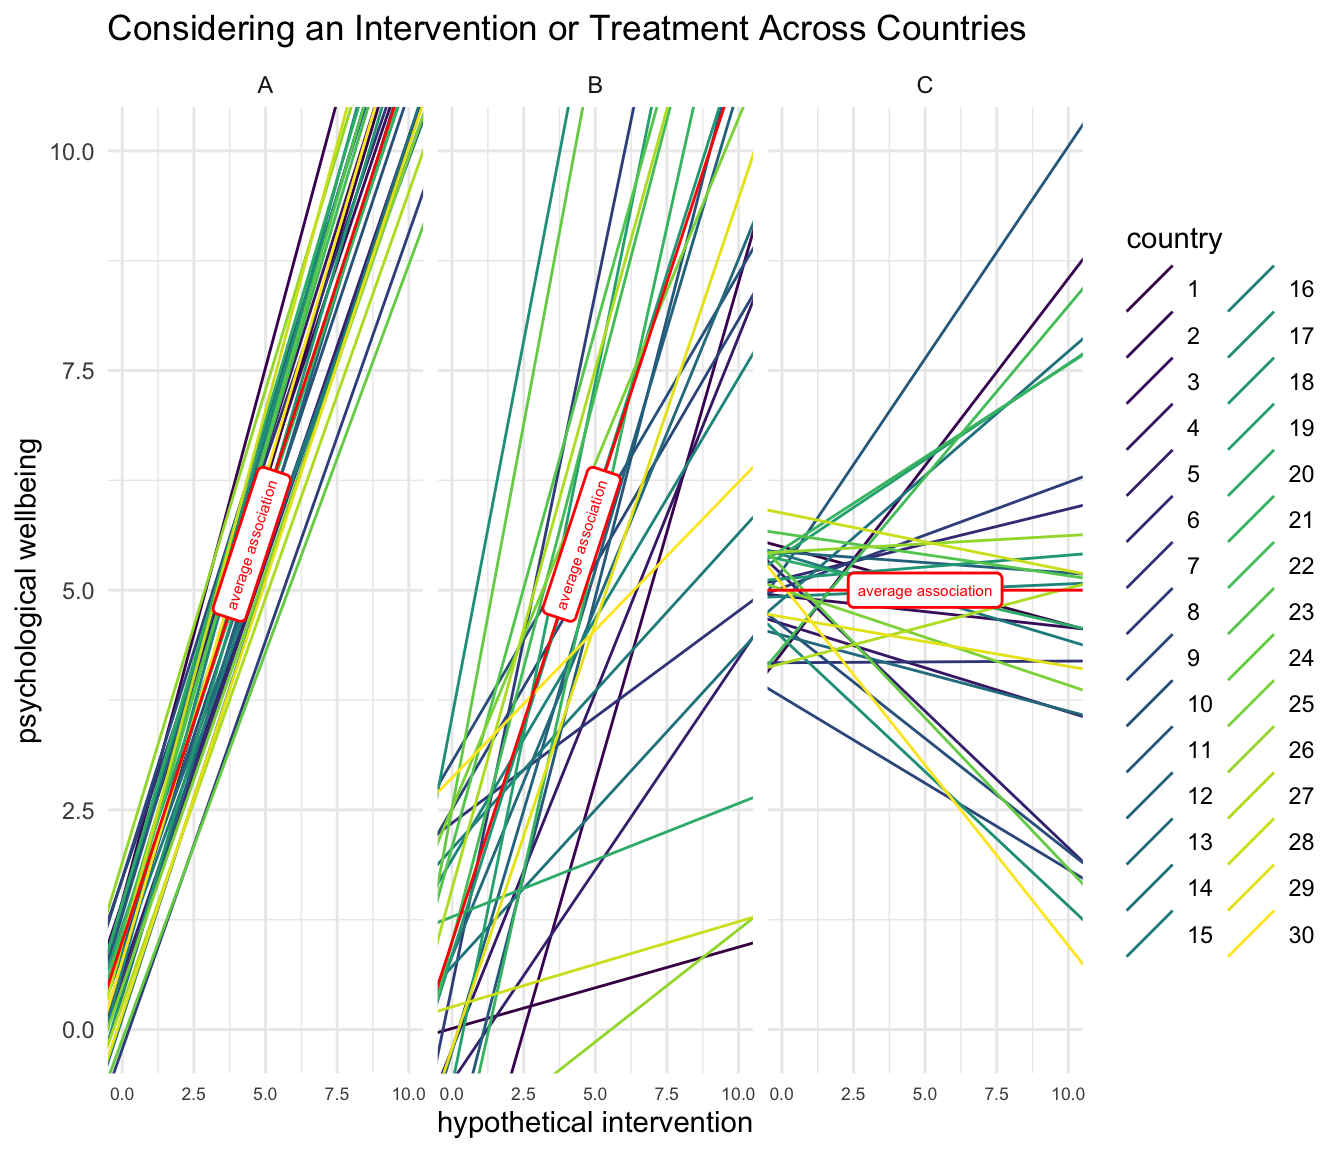 Considering an Intervention or Treatment Across Countries
A B C
psychological wellbeing
10.0
7.5
5.0
2.5
0.0
average association
average association
average association
0.0 2.5 5.0 7.5 10.0
0.0 2.5 5.0 7.5 10.0
0.0 2.5 5.0 7.5 10.0
hypothetical intervention
country
1 16
2 17
3 18
4 19
5 20
6 21
7 22
8 23
9 24
10 25
11 26
12 27
13 28
14 29
15 30